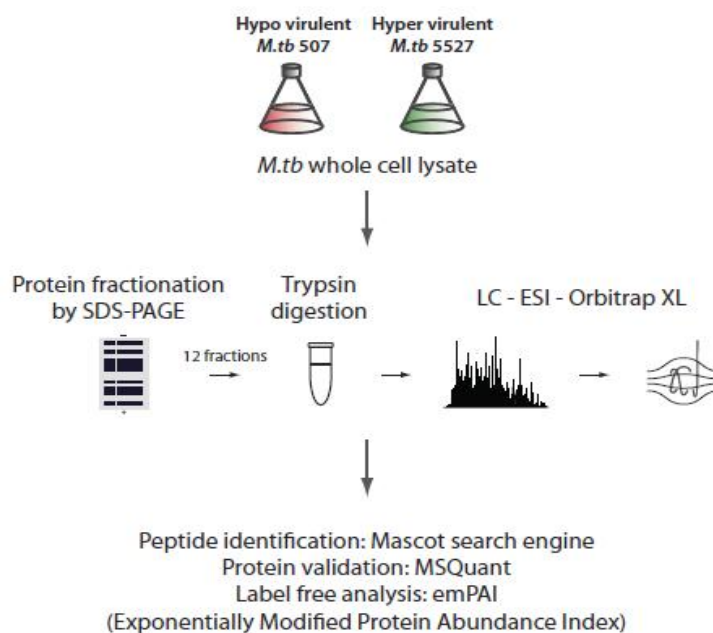 Hypo virulent
M.tb 507
Hyper virulent
M.tb 5527
M.tb whole cell lysate
Protein fractionation
by SDS-PAGE
12 fractions
Trypsin
digestion
LC - ESI - Orbitrap XL
Peptide identification: Mascot search engine
Protein validation: MSQuant
Label free analysis: emPAI
(Exponentially Modified Protein Abundance Index)